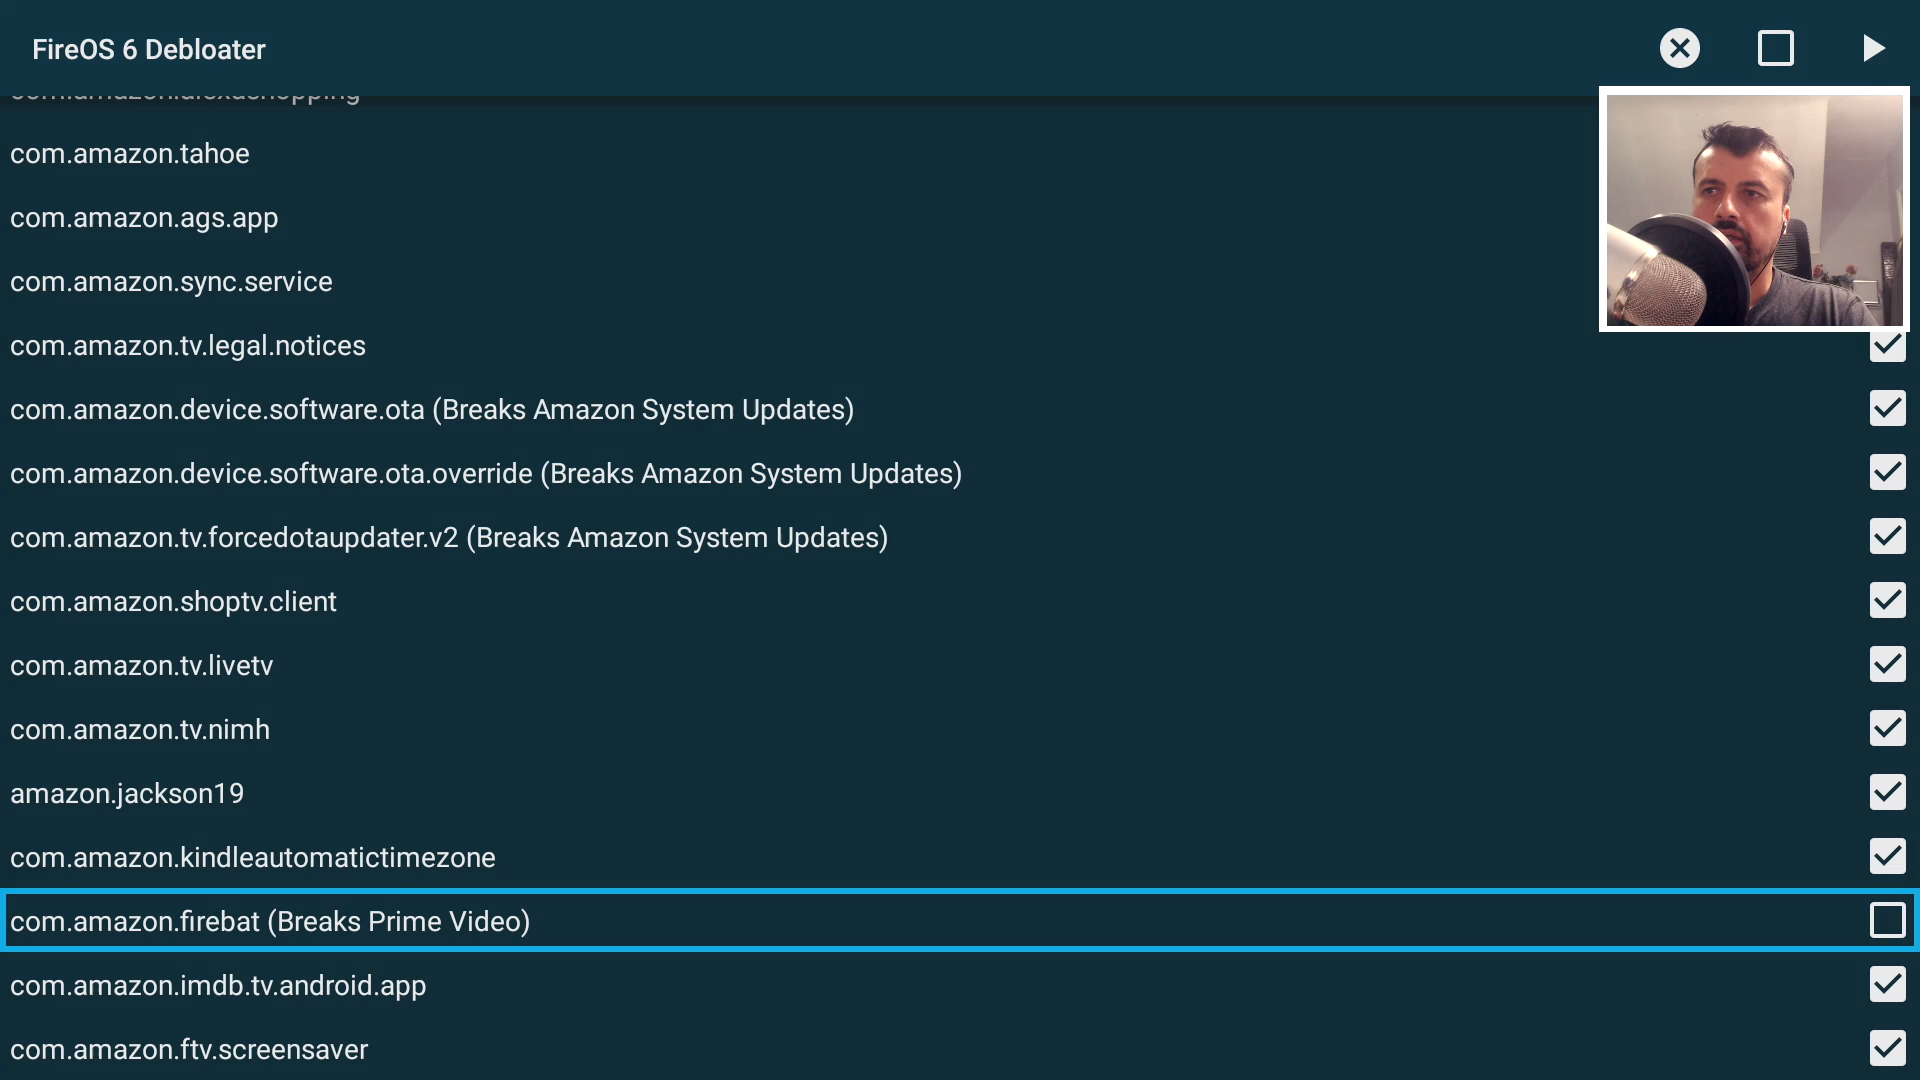 FireOS 6 Debloater
com.amazon.alexashopping
com.amazon.tahoe
com.amazon.ags.app
com.amazon.sync.service
com.amazon.tv.legal.notices
com.amazon.device.software.ota (Breaks Amazon System Updates)
com.amazon.device.software.ota.override (Breaks Amazon System Updates)
com.amazon.tv.forcedotaupdater.v2 (Breaks Amazon System Updates)
com.amazon.shoptv.client
com.amazon.tv.livetv
com.amazon.tv.nimh
amazon.jackson19
com.amazon.kindleautomatictimezone
com.amazon.firebat (Breaks Prime Video)
com.amazon.imdb.tv.android.app
com.amazon.ftv.screensaver